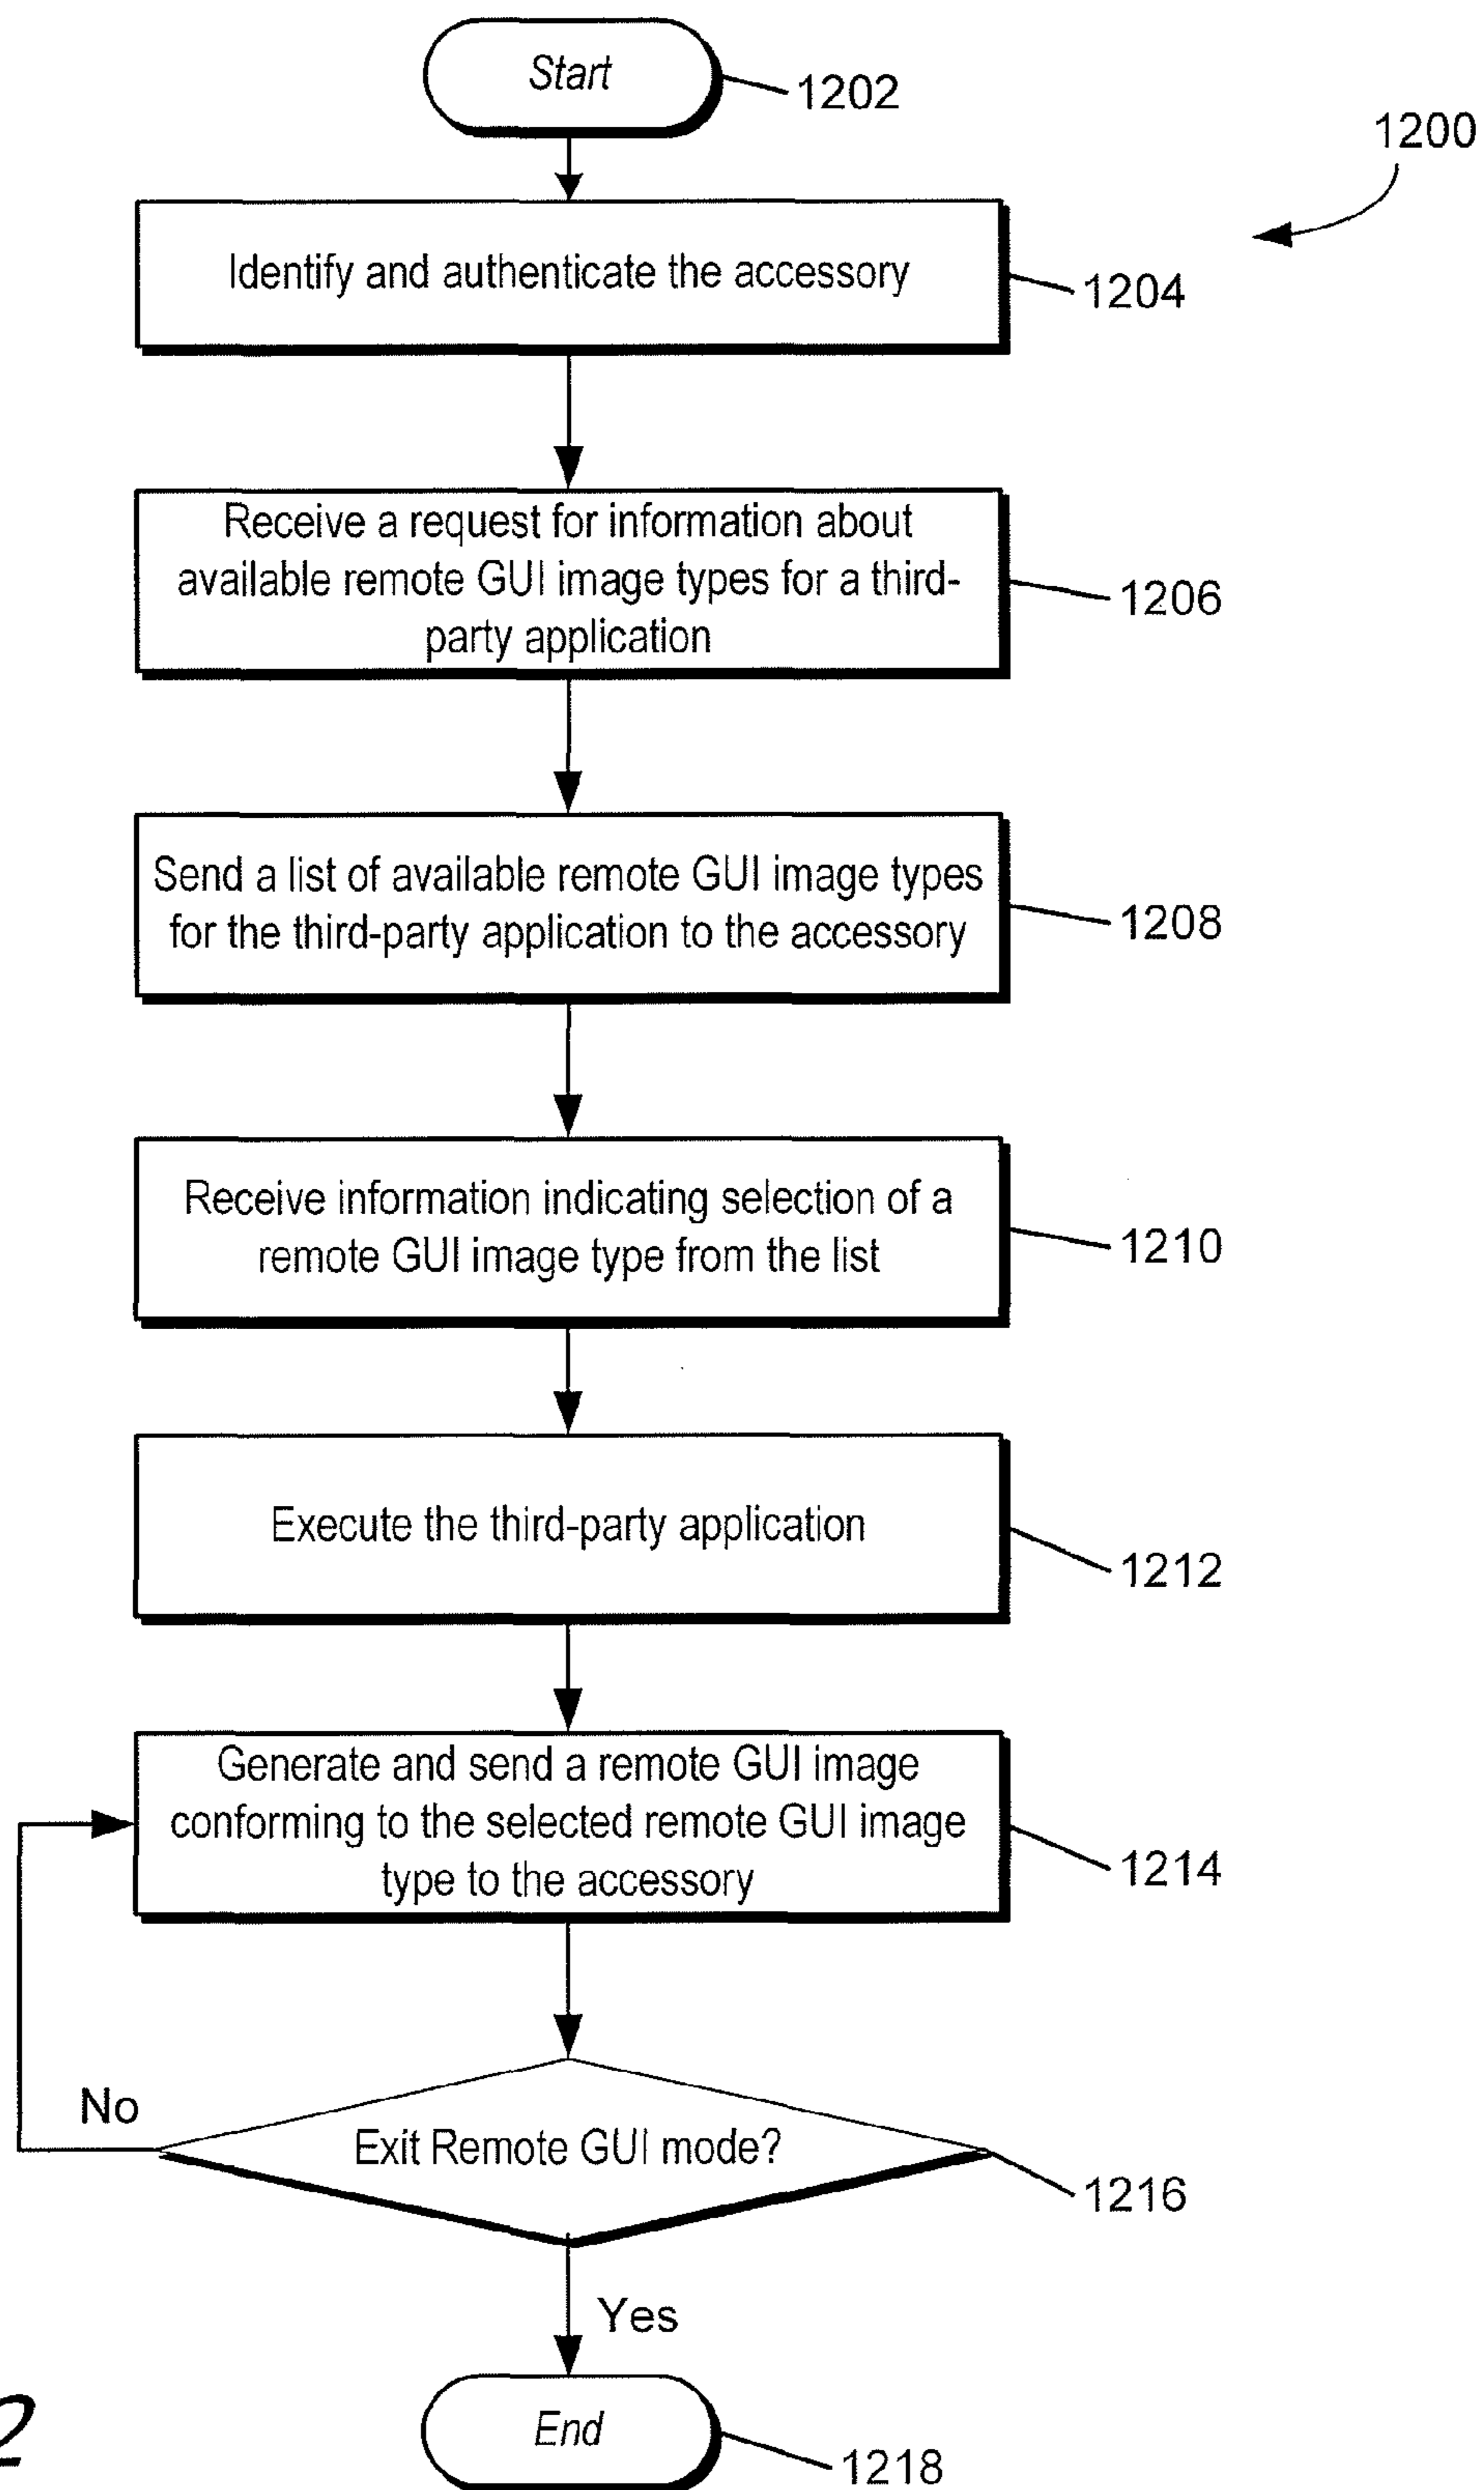 Start
1202
1200
Identify and authenticate the accessory
1204
Receive a request for information about
available remote GUI image types for a third-
party application
1206
Send a list of available remote GUI image types
for the third-party application to the accessory
1208
Receive information indicating selection of a
remote GUI image type from the list
1210
Execute the third-party application
1212
Generate and send a remote GUI image
conforming to the selected remote GUI image
type to the accessory
1214
No
Exit Remote GUI mode?
1216
Yes
2
End
1218